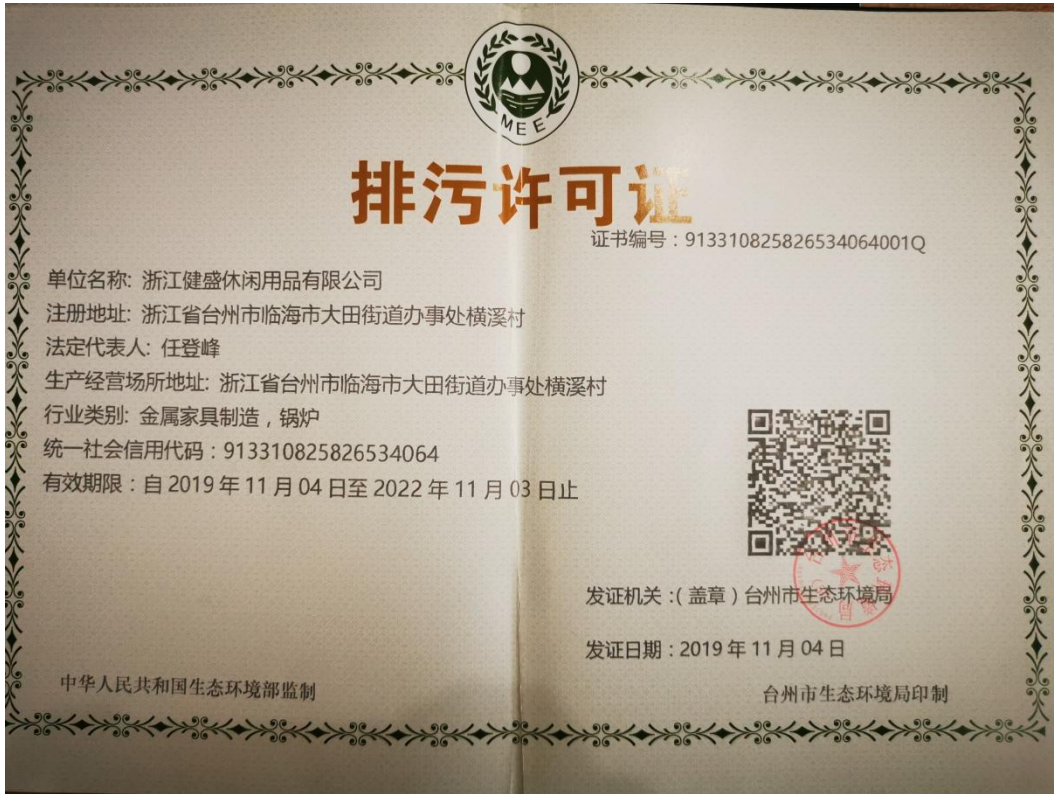 MEE
排污许可证
证书编号：913310825826534064001Q
单位名称: 浙江健盛休闲用品有限公司
注册地址: 浙江省台州市临海市大田街道办事处横溪村
法定代表人: 任登峰
生产经营场所地址: 浙江省台州市临海市大田街道办事处横溪村
行业类别: 金属家具制造，锅炉
统一社会信用代码：913310825826534064
有效期限：自 2019 年 11 月 04 日至 2022 年 11 月 03 日止
发证机关：(盖章) 台州市生态环境局
发证日期：2019 年 11 月 04 日
中华人民共和国生态环境部监制
台州市生态环境局印制